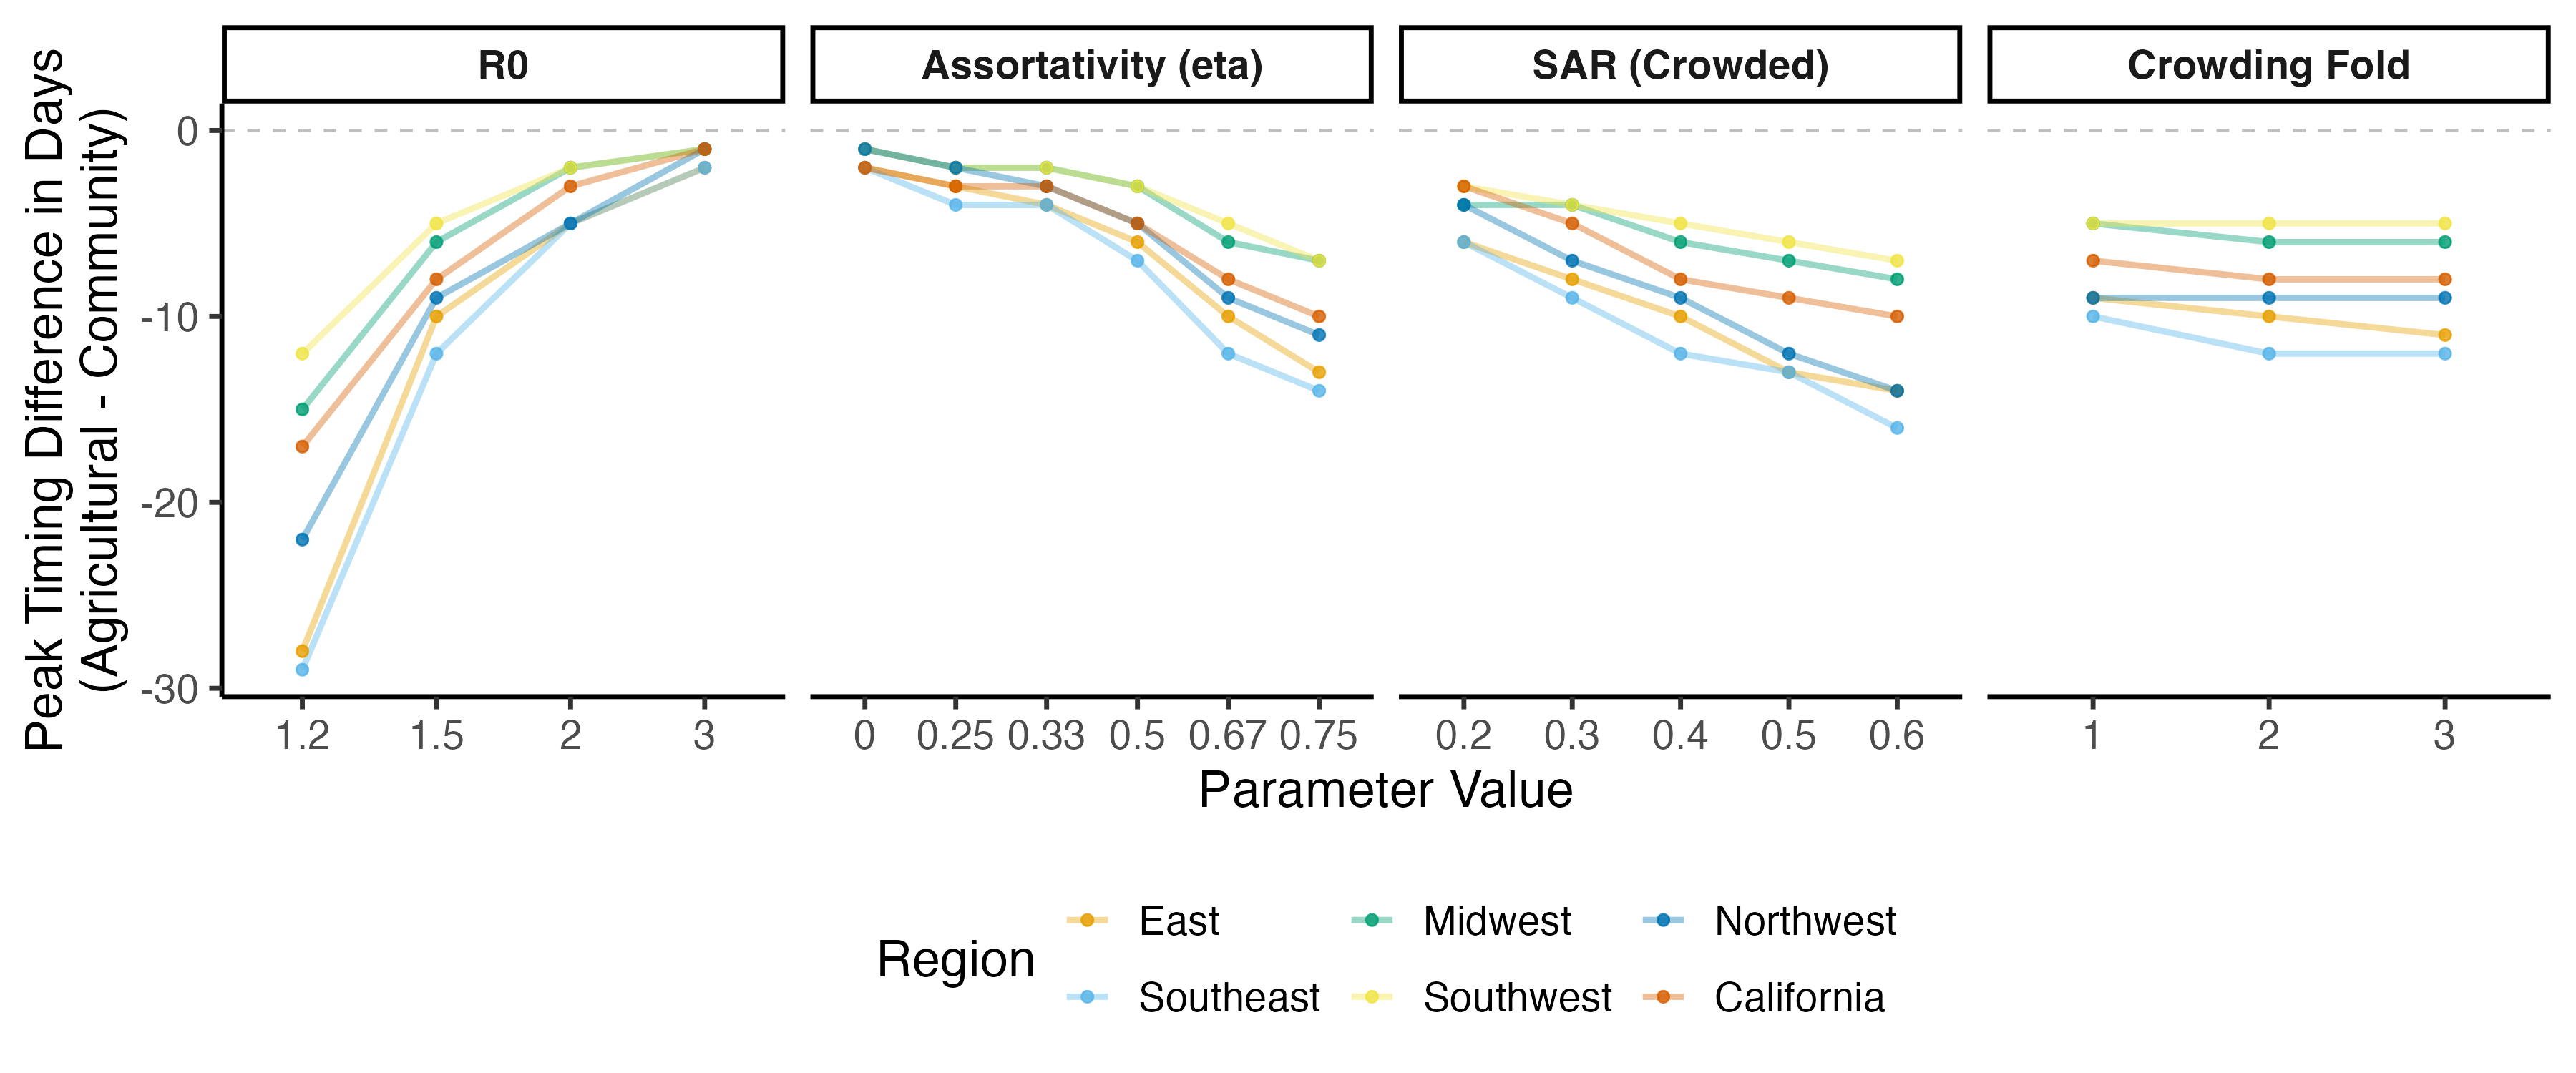 R0
Assortativity (eta)
SAR (Crowded)
Crowding Fold
Peak Timing Difference in Days
(Agricultural - Community)
0
-10
-20
-30
1.2 1.5 2 3
0 0.25 0.33 0.5 0.67 0.75
0.2 0.3 0.4 0.5 0.6
1 2 3
Parameter Value
Region
East Midwest Northwest
Southeast Southwest California